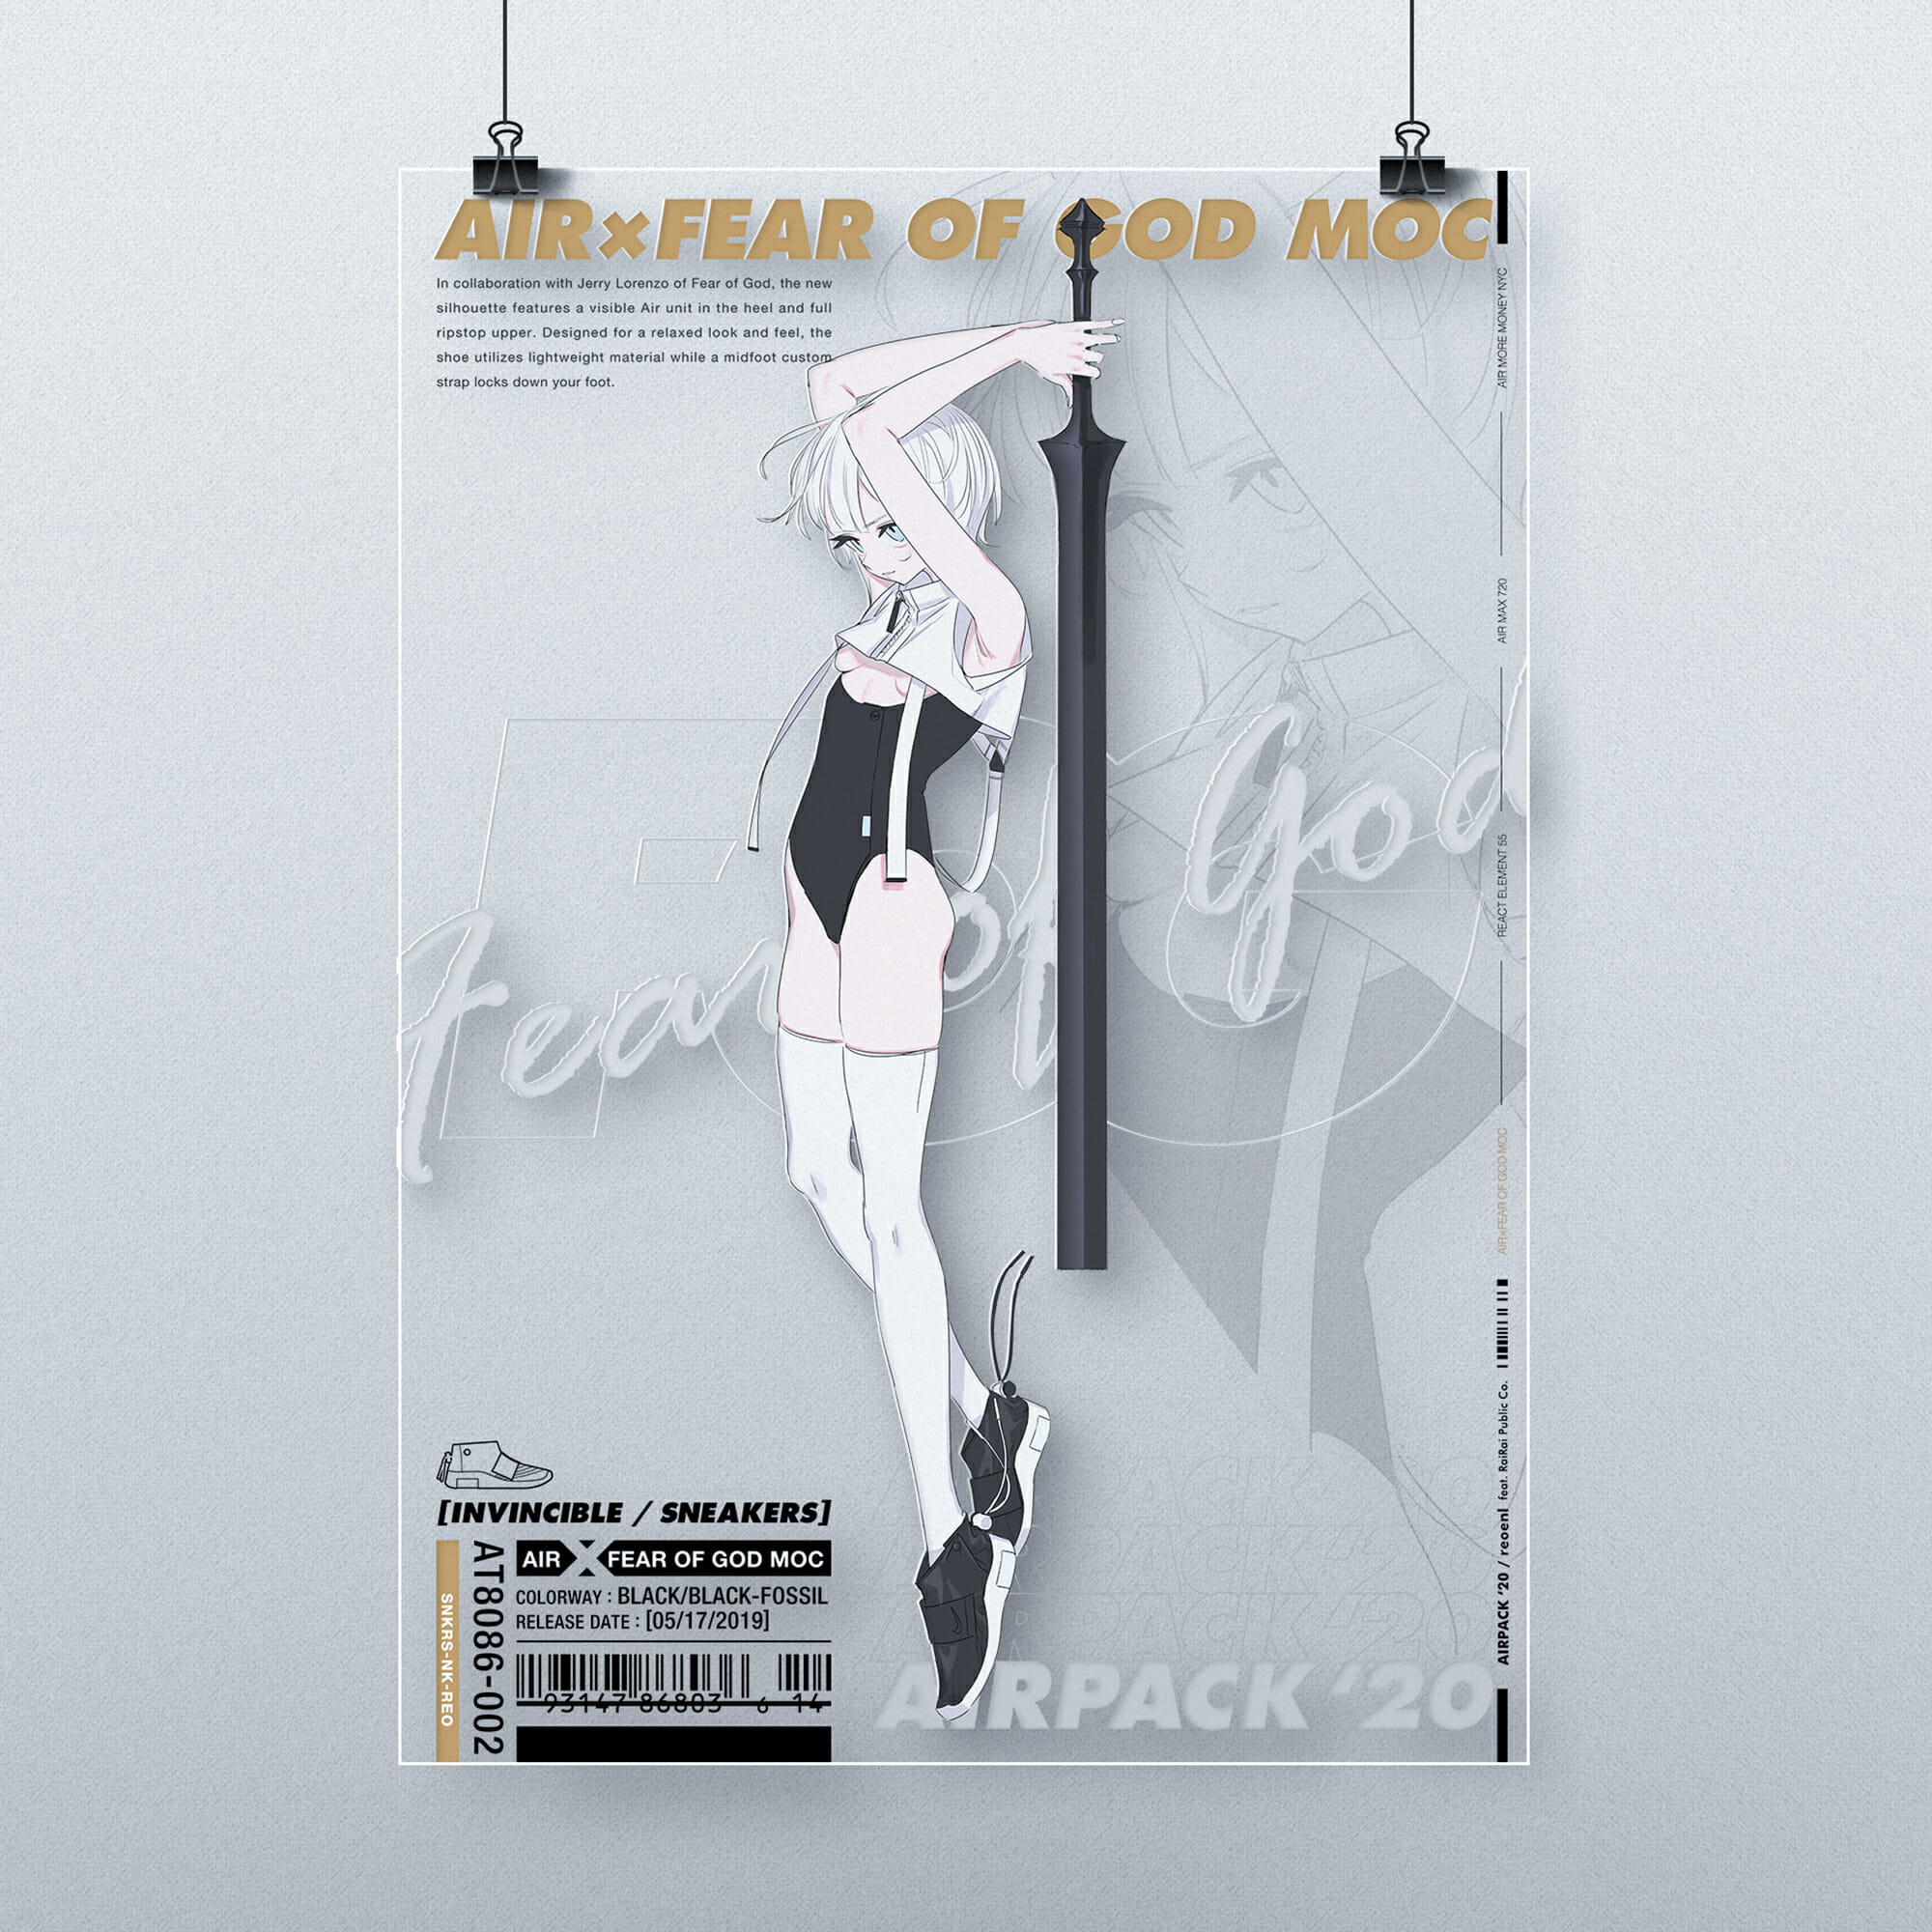 AIR×FEAR OF GOD MOC
In collaboration with Jerry Lorenzo of Fear of God, the new
silhouette features a visible Air unit in the heel and full
ripstop upper. Designed for a relaxed look and feel, the
shoe utilizes lightweight material while a midfoot custom
strap locks down your foot.
AIR MORE MONEY NYC
AIR MAX 720
REACT ELEMENT 55
AIR×FEAR OF GOD MOC
Fear of God
[INVINCIBLE / SNEAKERS]
SNKRS-NK-REO
AT8086-002
AIR X FEAR OF GOD MOC
COLORWAY : BLACK/BLACK-FOSSIL
RELEASE DATE : [05/17/2019]
93147 86803 6 14
AIRPACK ‘20
AIRPACK ‘20 / reoenl feat. RaiRai Public Co.